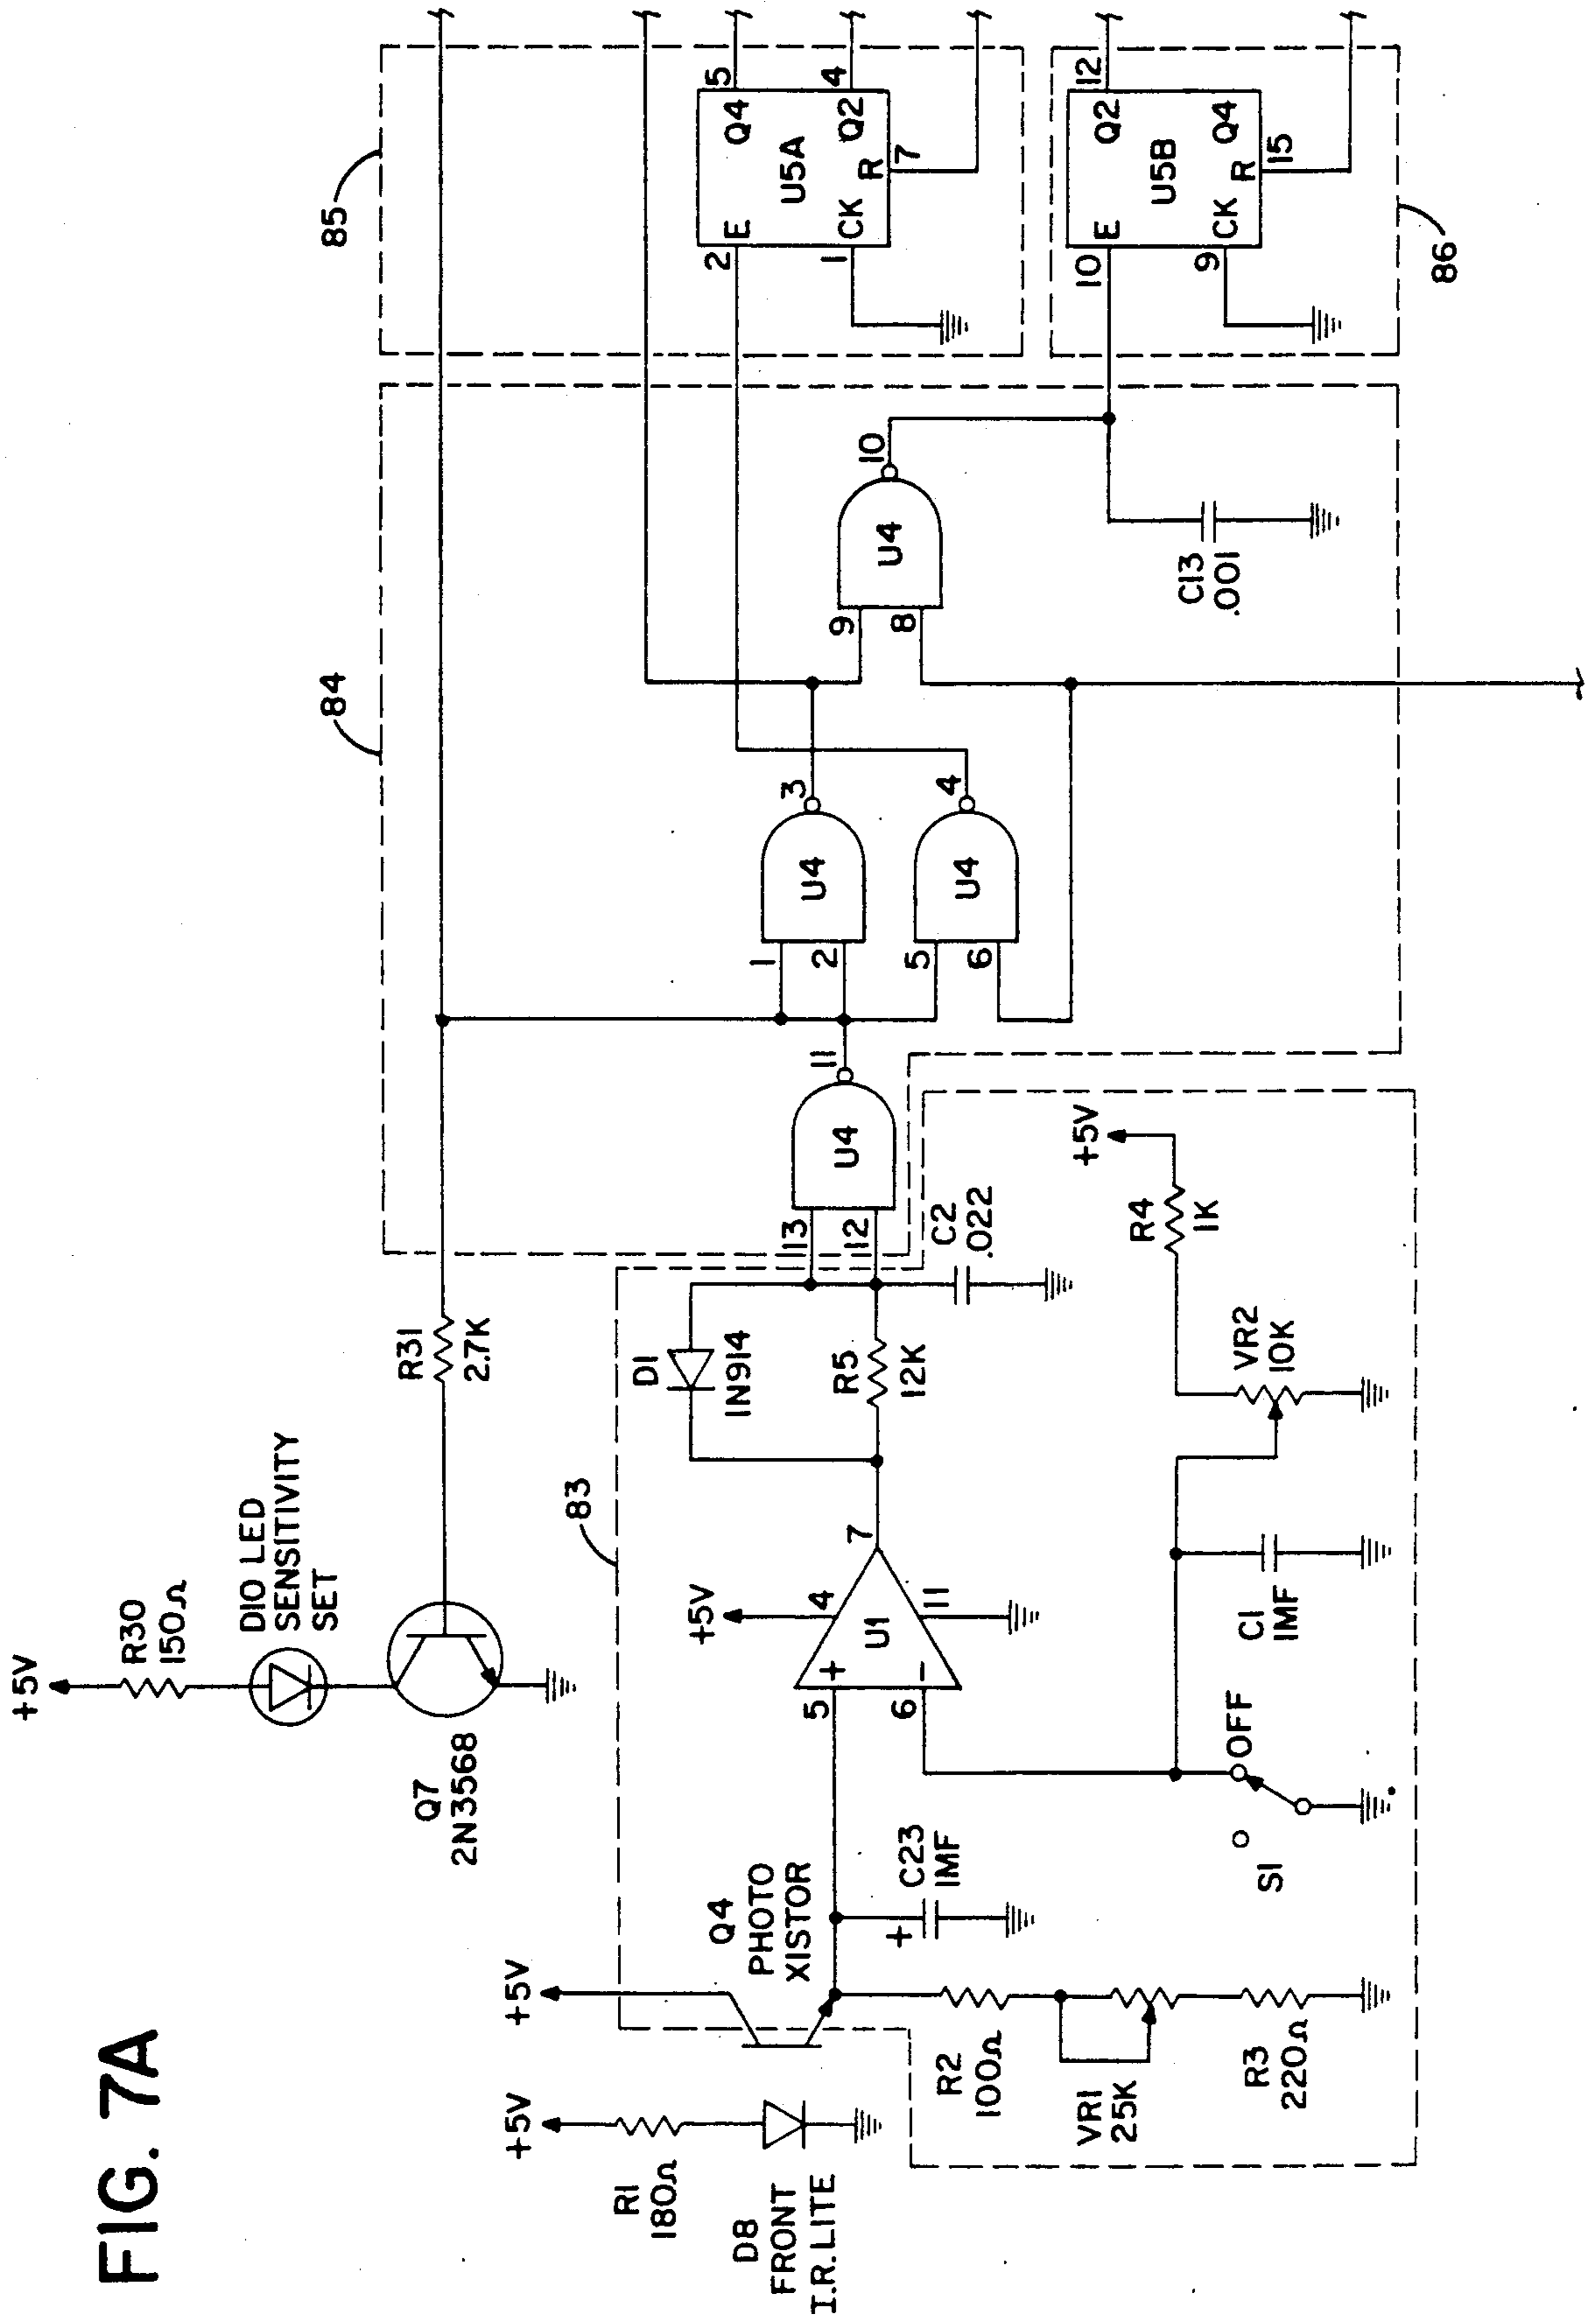 FIG. 7A
+5V
R30
150Ω
D10 LED
SENSITIVITY
SET
Q7
2N3568
R31
2.7K
84
85
+5V
R1
180Ω
D8
FRONT
I.R. LITE
+5V
Q4
PHOTO
XISTOR
83
+5V
4
5
+
6
−
U1
7
11
D1
1N914
R5
12K
C2
.022
13
12
U4
11
1
2
U4
3
5
6
U4
4
9
8
U4
10
C13
.001
2
E
Q4
5
U5A
1
CK
Q2
4
R
7
10
E
Q2
12
U5B
9
CK
Q4
R
15
86
R2
100Ω
VR1
25K
R3
220Ω
+
C23
1MF
S1
OFF
C1
1MF
VR2
10K
R4
1K
+5V